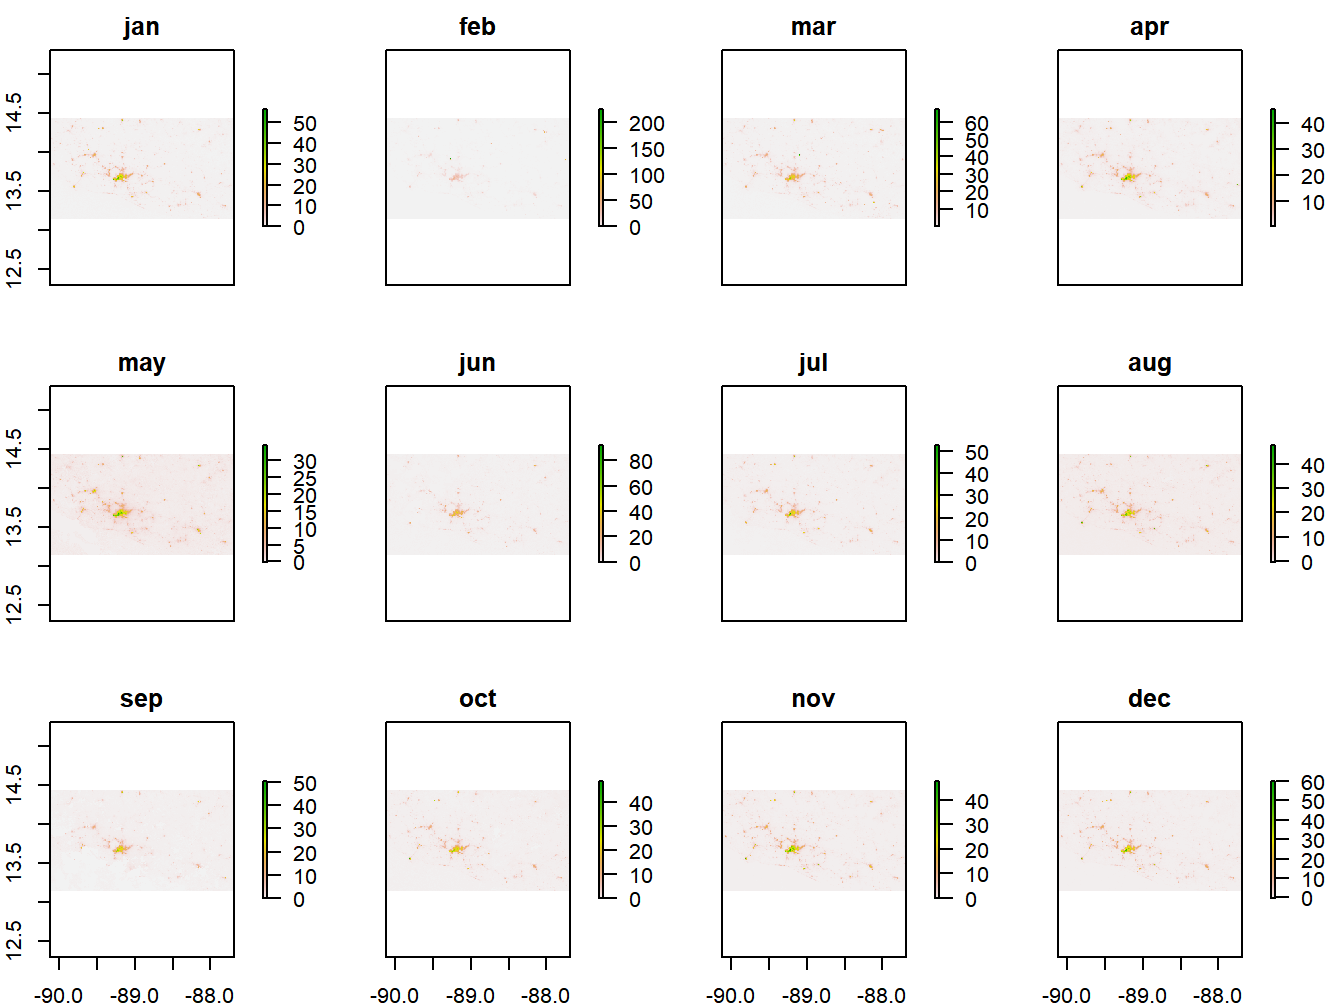 jan feb mar apr
14.5 13.5 12.5
50 40 30 20 10 0
200 150 100 50 0
60 50 40 30 20 10
40 30 20 10
may jun jul aug
14.5 13.5 12.5
30 25 20 15 10 5 0
80 60 40 20 0
50 40 30 20 10 0
40 30 20 10 0
sep oct nov dec
14.5 13.5 12.5
50 40 30 20 10 0
40 30 20 10 0
40 30 20 10 0
60 50 40 30 20 10 0
-90.0 -89.0 -88.0 -90.0 -89.0 -88.0 -90.0 -89.0 -88.0 -90.0 -89.0 -88.0